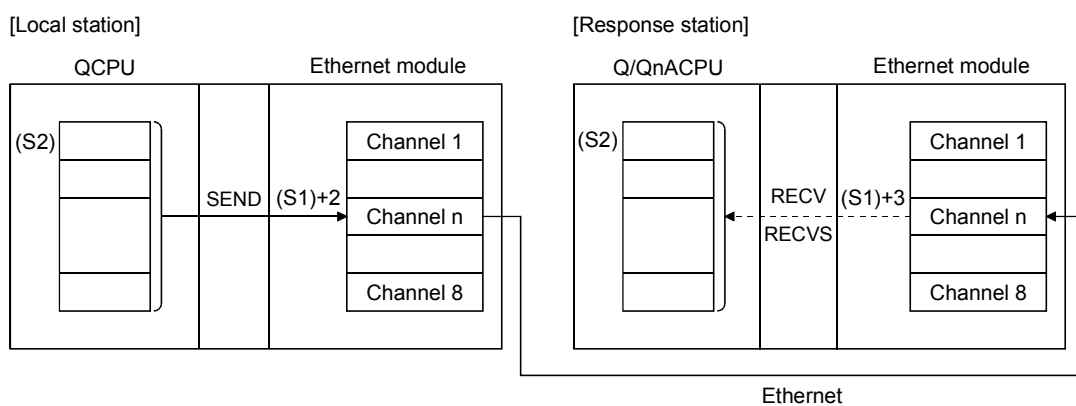 [Local station]
[Response station]
QCPU
Ethernet module
Q/QnACPU
Ethernet module
(S2)
Channel 1
(S2)
Channel 1
SEND
(S1)+2
Channel n
RECV
(S1)+3
Channel n
RECVS
Channel 8
Channel 8
Ethernet